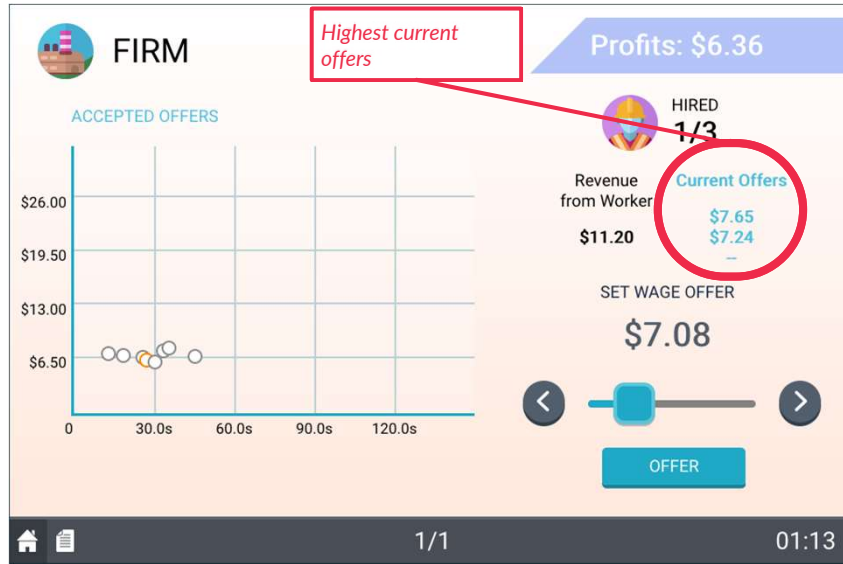 FIRM
Highest current
offers
Profits: $6.36
ACCEPTED OFFERS
$26.00
$19.50
$13.00
$6.50
0
30.0s
60.0s
90.0s
120.0s
HIRED
1/3
Revenue
from Worker
$11.20
Current Offers
$7.65
$7.24
--
SET WAGE OFFER
$7.08
OFFER
1/1
01:13